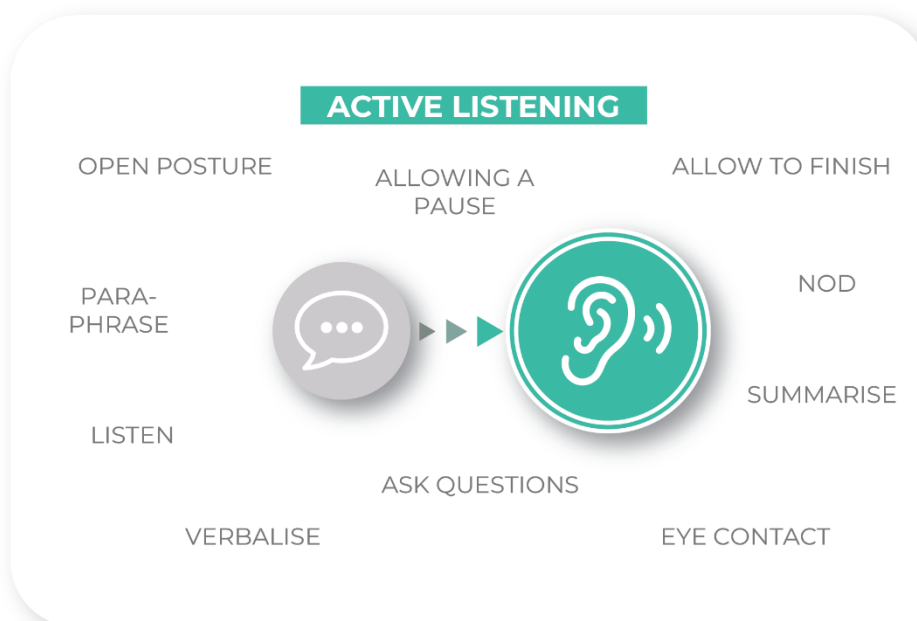 ACTIVE LISTENING
OPEN POSTURE
ALLOWING A
PAUSE
ALLOW TO FINISH
PARA-
PHRASE
NOD
SUMMARISE
LISTEN
ASK QUESTIONS
VERBALISE
EYE CONTACT